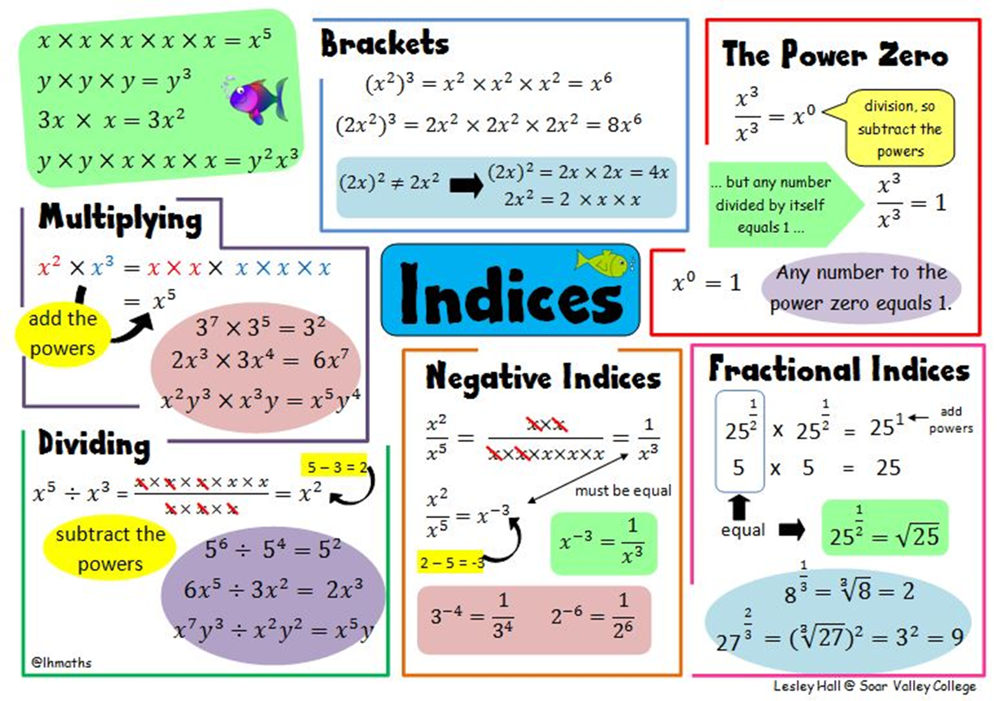 x × x × x × x × x = x⁵
y × y × y = y³
3x × x = 3x²
y × y × x × x × x = y²x³
Brackets
(x²)³ = x² × x² × x² = x⁶
(2x²)³ = 2x² × 2x² × 2x² = 8x⁶
(2x)² ≠ 2x²
(2x)² = 2x × 2x = 4x
2x² = 2 × x × x
The Power Zero
x³/x³ = x⁰
division, so
subtract the
powers
... but any number
divided by itself
equals 1 ...
x³/x³ = 1
x⁰ = 1
Any number to the
power zero equals 1.
Multiplying
x² × x³ = x × x × x × x × x
= x⁵
add the
powers
3⁷ × 3⁵ = 3²
2x³ × 3x⁴ = 6x⁷
x²y³ × x³y = x⁵y⁴
Indices
Dividing
5 – 3 = 2
x⁵ ÷ x³ = x × x × x × x × x / x × x × x = x²
subtract the
powers
5⁶ ÷ 5⁴ = 5²
6x⁵ ÷ 3x² = 2x³
x⁷y³ ÷ x²y² = x⁵y
@lhmaths
Negative Indices
x²/x⁵ = x×x / x×x×x×x×x = 1/x³
must be equal
x²/x⁵ = x⁻³
2 – 5 = -3
x⁻³ = 1/x³
3⁻⁴ = 1/3⁴
2⁻⁶ = 1/2⁶
Fractional Indices
25^(1/2) x 25^(1/2) = 25¹
add
powers
5 x 5 = 25
equal
25^(1/2) = √25
8^(1/3) = ∛8 = 2
27^(2/3) = (∛27)² = 3² = 9
Lesley Hall @ Soar Valley College